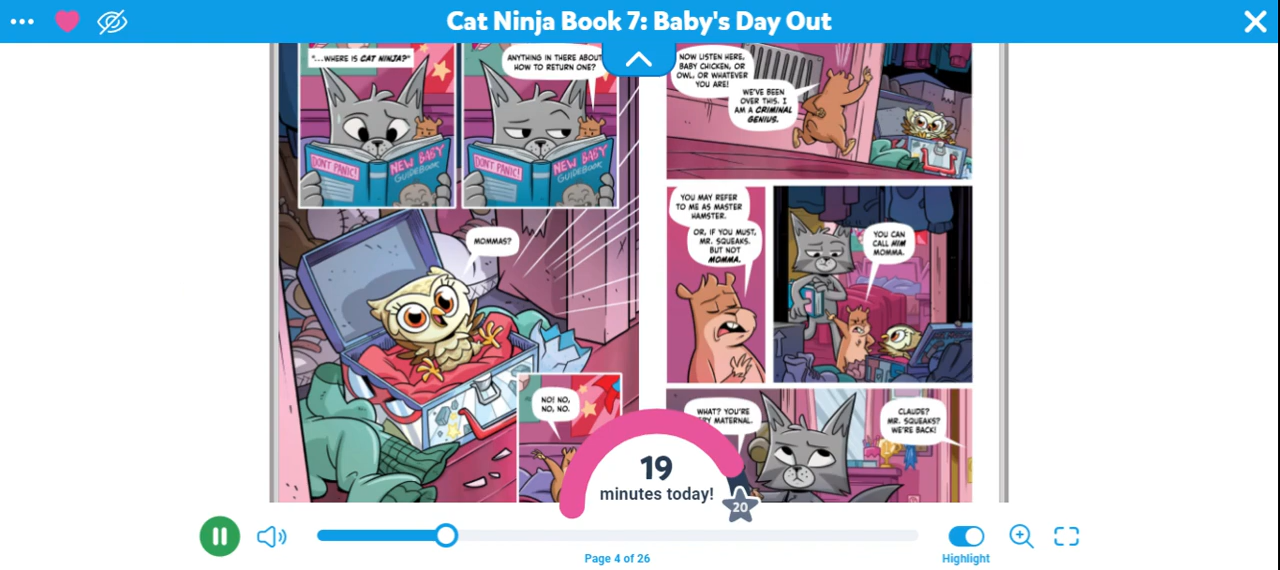 Cat Ninja Book 7: Baby's Day Out
"...WHERE IS CAT NINJA?"
ANYTHING IN THERE ABOUT
HOW TO RETURN ONE?
DON'T PANIC!
NEW BABY
GUIDEBOOK
DON'T PANIC!
NEW BABY
GUIDEBOOK
MOMMAS?
NO! NO,
NO, NO.
NOW LISTEN HERE,
BABY CHICKEN, OR
OWL, OR WHATEVER
YOU ARE!
WE'VE BEEN
OVER THIS. I
AM A CRIMINAL
GENIUS.
YOU MAY REFER
TO ME AS MASTER
HAMSTER.
OR, IF YOU MUST,
MR. SQUEAKS.
BUT NOT
MOMMA.
YOU CAN
CALL HIM
MOMMA.
WHAT? YOU'RE
MATERNAL.
CLAUDE?
MR. SQUEAKS?
WE'RE BACK!
19
minutes today!
20
Page 4 of 26
Highlight